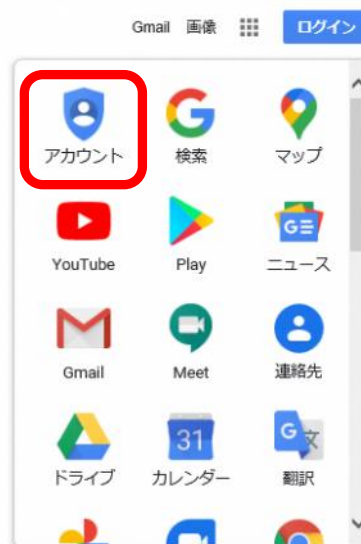 Gmail 画像 ログイン
アカウント 検索 マップ
G
YouTube Play ニュース
Gmail Meet 連絡先
31 G 文
ドライブ カレンダー 翻訳